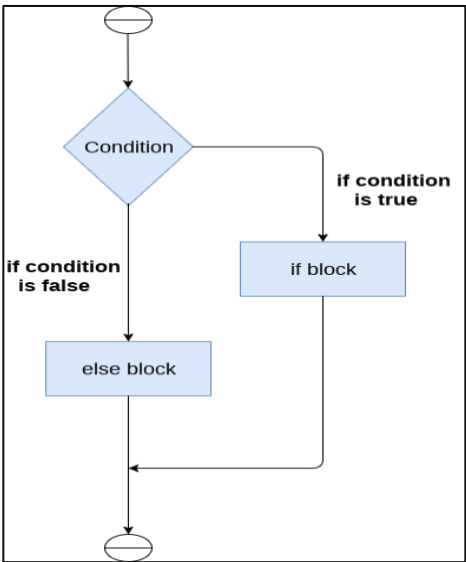 Condition
if condition
is true
if condition
is false
if block
else block